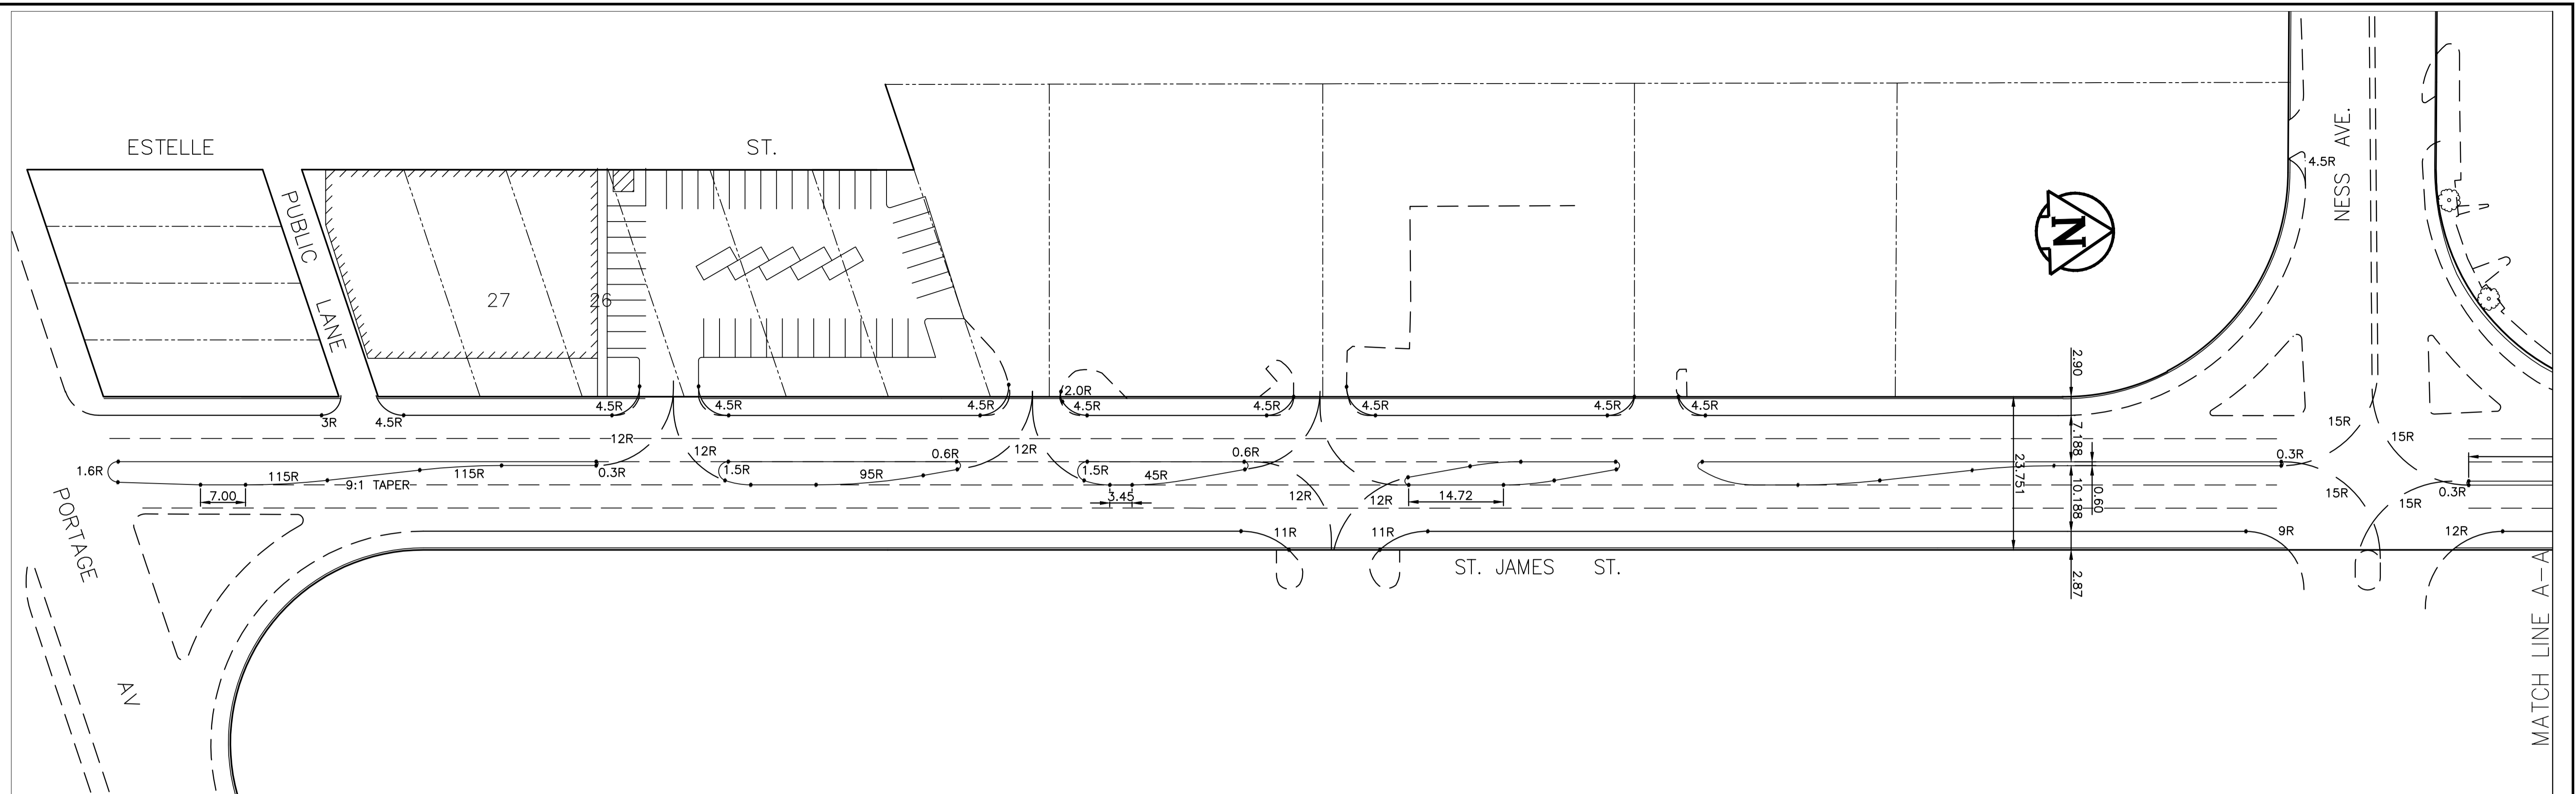 ESTELLE ST.
PUBLIC LANE
27
26
N
NESS AVE.
4.5R
3R
4.5R
4.5R
4.5R
4.5R
2.0R
4.5R
4.5R
4.5R
4.5R
4.5R
2.90
7.188
23.751
10.188
0.60
2.87
12R
12R
12R
15R
15R
1.6R
115R
9:1 TAPER
115R
0.3R
1.5R
95R
0.6R
1.5R
45R
0.6R
0.3R
7.00
3.45
12R
12R
14.72
15R
15R
0.3R
11R
11R
9R
12R
PORTAGE AV
ST. JAMES ST.
MATCH LINE A-A